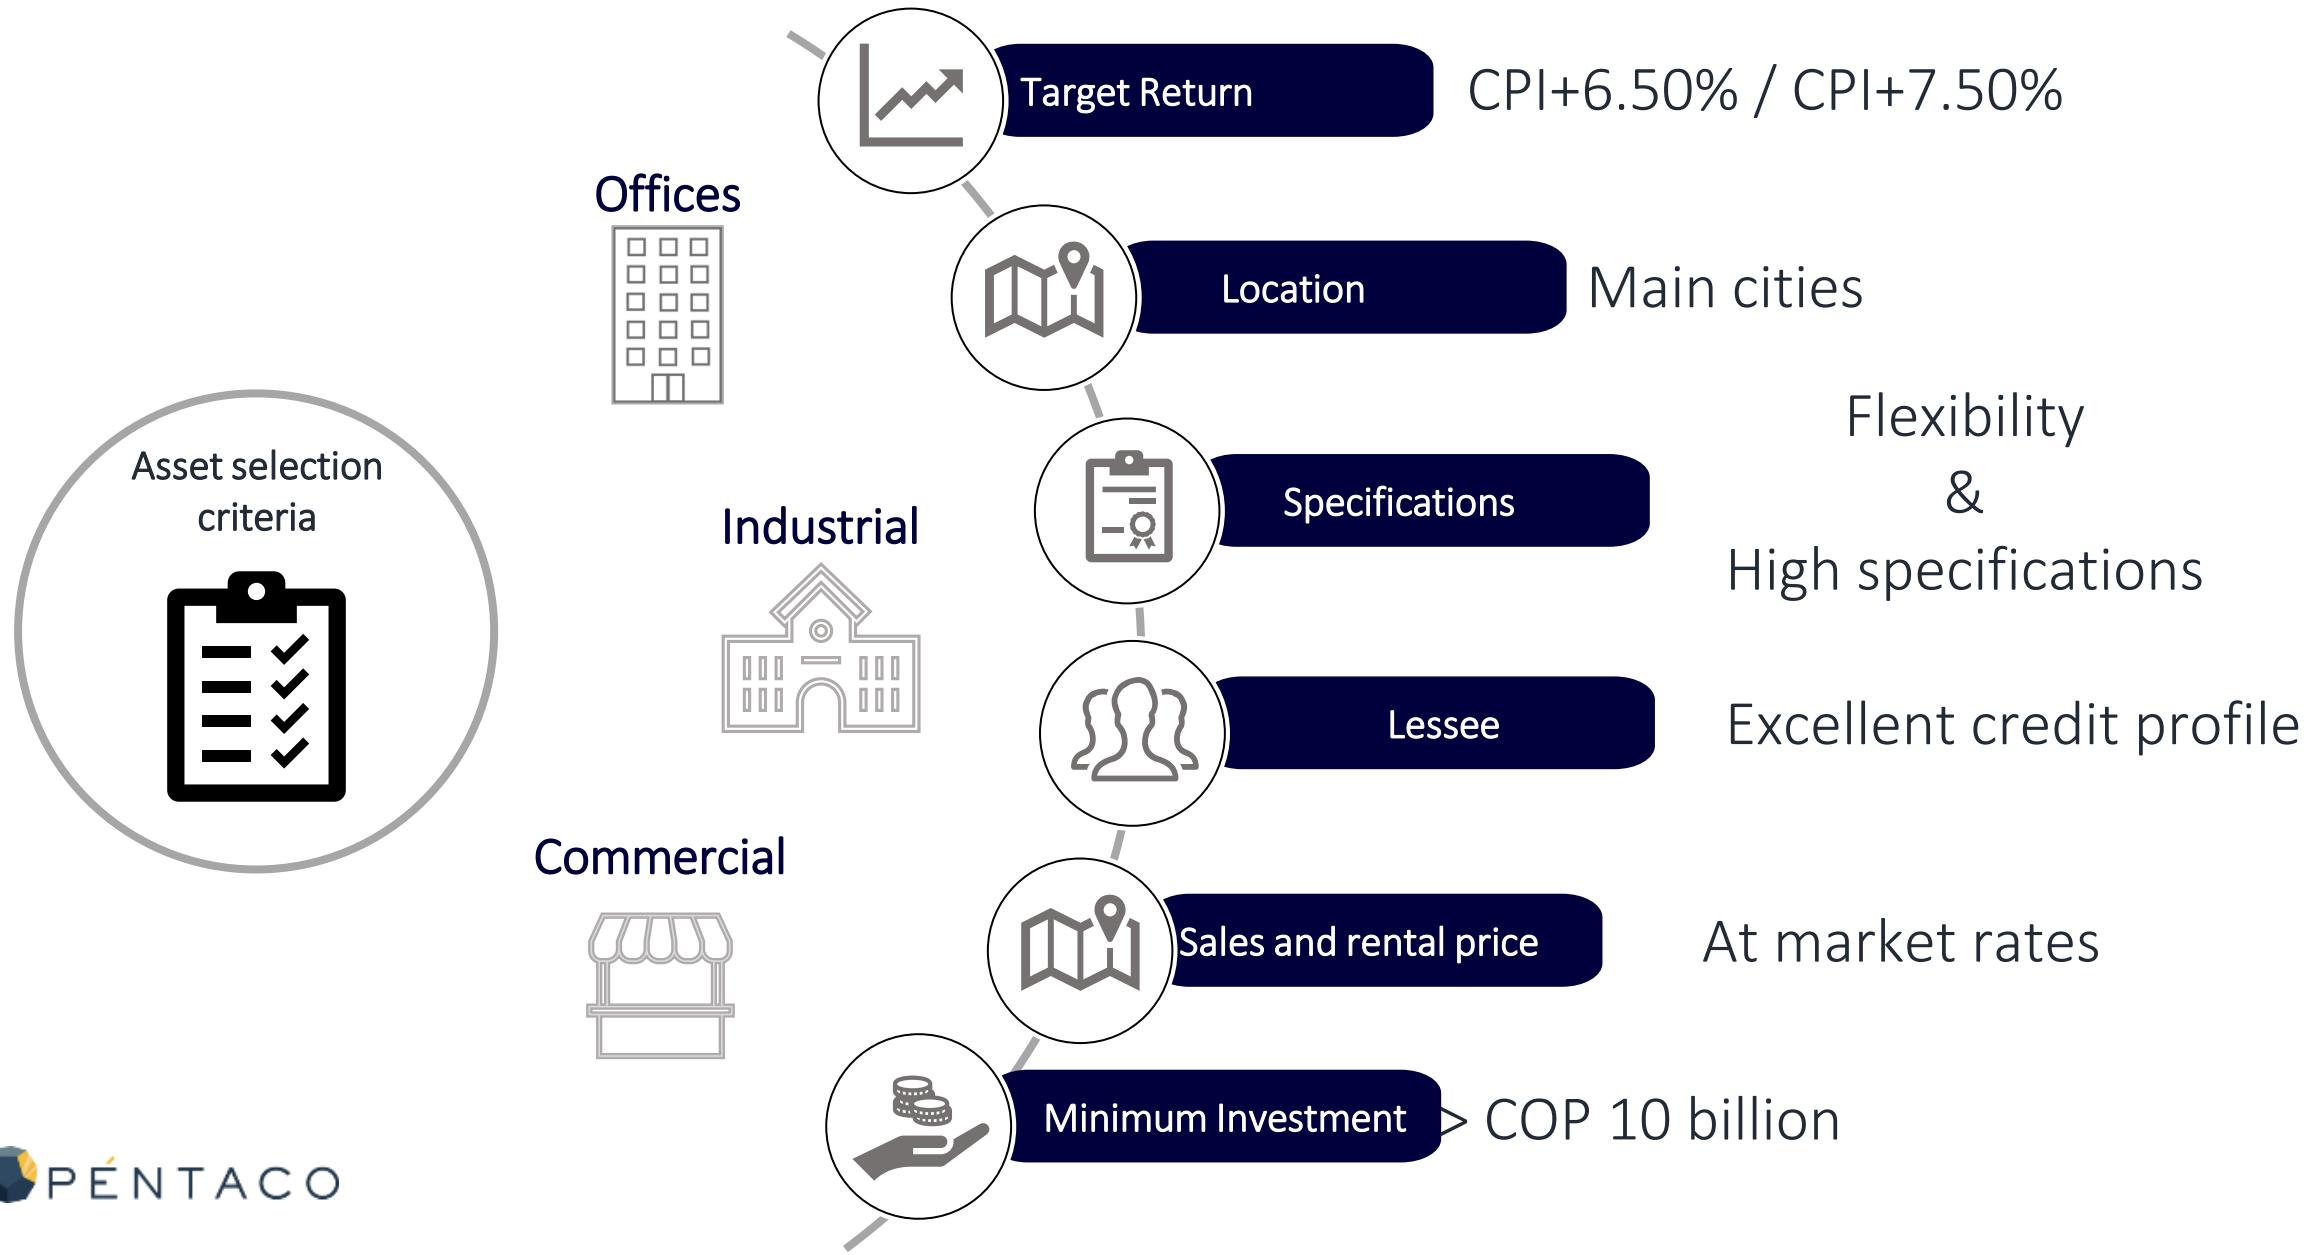 Asset selection
criteria
Offices
Industrial
Commercial
Target Return
CPI+6.50% / CPI+7.50%
Location
Main cities
Specifications
Flexibility
&
High specifications
Lessee
Excellent credit profile
Sales and rental price
At market rates
Minimum Investment
> COP 10 billion
PÉNTACO